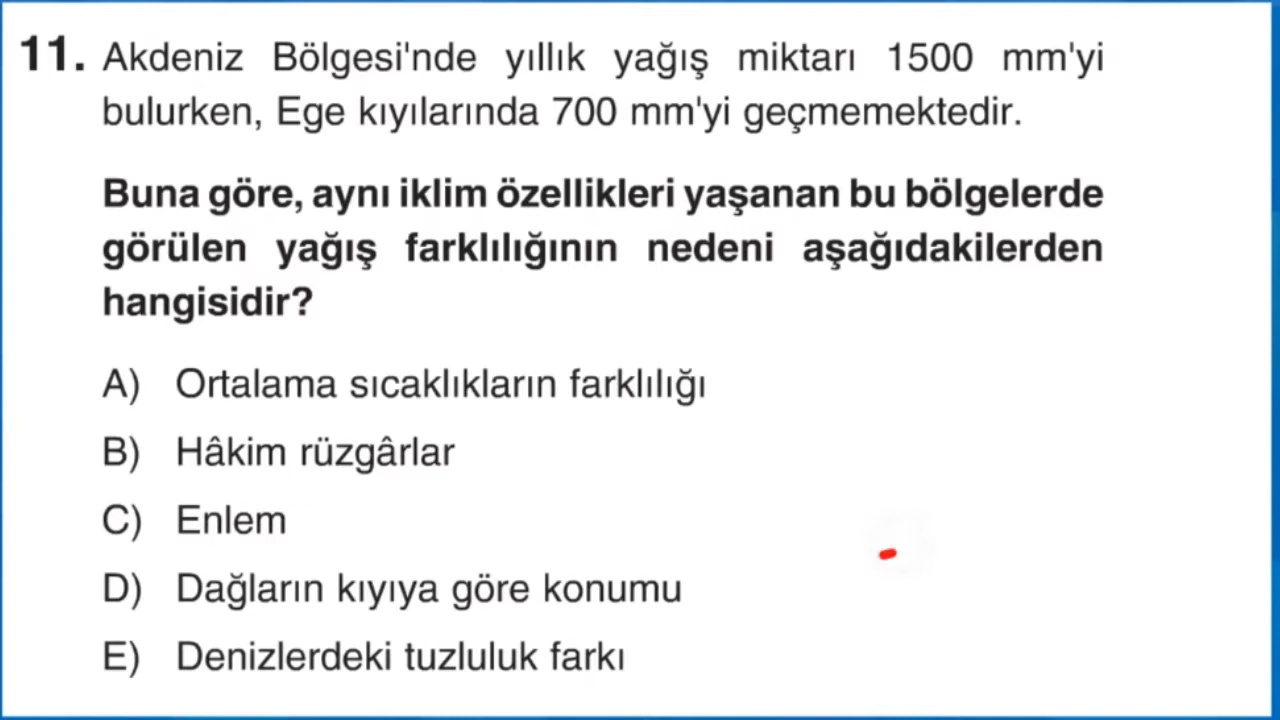 11. Akdeniz Bölgesi'nde yıllık yağış miktarı 1500 mm'yi
bulurken, Ege kıyılarında 700 mm'yi geçmemektedir.
Buna göre, aynı iklim özellikleri yaşanan bu bölgelerde
görülen yağış farklılığının nedeni aşağıdakilerden
hangisidir?
A) Ortalama sıcaklıkların farklılığı
B) Hâkim rüzgârlar
C) Enlem
D) Dağların kıyıya göre konumu
E) Denizlerdeki tuzluluk farkı